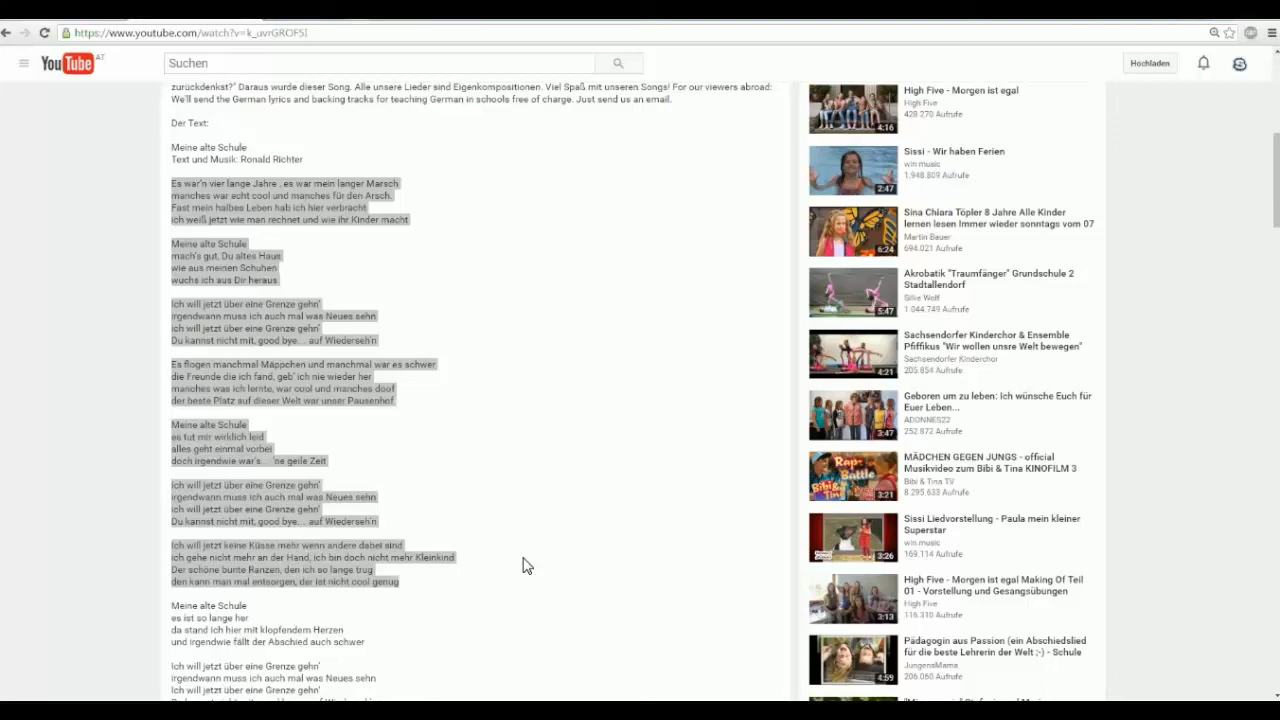 https://www.youtube.com/watch?v=k_uvrGROF5I
YouTube AT
Suchen
Hochladen
zurückdenkst?" Daraus wurde dieser Song. Alle unsere Lieder sind Eigenkompositionen. Viel Spaß mit unseren Songs! For our viewers abroad:
We'll send the German lyrics and backing tracks for teaching German in schools free of charge. Just send us an email.
Der Text:
Meine alte Schule
Text und Musik: Ronald Richter
Es war'n vier lange Jahre , es war mein langer Marsch
manches war echt cool und manches für den Arsch.
Fast mein halbes Leben hab ich hier verbracht
ich weiß jetzt wie man rechnet und wie ihr Kinder macht
Meine alte Schule
mach's gut, Du altes Haus
wie aus meinen Schuhen
wuchs ich aus Dir heraus
Ich will jetzt über eine Grenze gehn'
irgendwann muss ich auch mal was Neues sehn
ich will jetzt über eine Grenze gehn'
Du kannst nicht mit, good bye... auf Wiederseh'n
Es flogen manchmal Mäppchen und manchmal war es schwer
die Freunde die ich fand, geb' ich nie wieder her
manches was ich lernte, war cool und manches doof
der beste Platz auf dieser Welt war unser Pausenhof
Meine alte Schule
es tut mir wirklich leid
alles geht einmal vorbei
doch irgendwie war's... 'ne geile Zeit
Ich will jetzt über eine Grenze gehn'
irgendwann muss ich auch mal was Neues sehn
ich will jetzt über eine Grenze gehn'
Du kannst nicht mit, good bye... auf Wiederseh'n
Ich will jetzt keine Küsse mehr wenn andere dabei sind
ich gehe nicht mehr an der Hand, ich bin doch nicht mehr Kleinkind
Der schöne bunte Ranzen, den ich so lange trug
den kann man mal entsorgen, der ist nicht cool genug
Meine alte Schule
es ist so lange her
da stand ich hier mit klopfendem Herzen
und irgendwie fällt der Abschied auch schwer
Ich will jetzt über eine Grenze gehn'
irgendwann muss ich auch mal was Neues sehn
Ich will jetzt über eine Grenze gehn'
High Five - Morgen ist egal
High Five
428 270 Aufrufe
4:16
Sissi - Wir haben Ferien
win music
1.948.809 Aufrufe
2:47
Sina Chiara Töpler 8 Jahre Alle Kinder
lernen lesen Immer wieder sonntags vom 07
Martin Bauer
694.021 Aufrufe
6:24
Akrobatik "Traumfänger" Grundschule 2
Stadtallendorf
Silke Wolf
1 044.749 Aufrufe
5:47
Sachsendorfer Kinderchor & Ensemble
Pfiffikus "Wir wollen unsre Welt bewegen"
Sachsendorfer Kinderchor
205.854 Aufrufe
4:21
Geboren um zu leben: Ich wünsche Euch für
Euer Leben...
ADONNES22
252.872 Aufrufe
3:47
MÄDCHEN GEGEN JUNGS - official
Musikvideo zum Bibi & Tina KINOFILM 3
Bibi & Tina TV
8.295.633 Aufrufe
Rap-
Battle
Bibi & Tina
3:21
Sissi Liedvorstellung - Paula mein kleiner
Superstar
win music
169.114 Aufrufe
3:26
High Five - Morgen ist egal Making Of Teil
01 - Vorstellung und Gesangsübungen
High Five
116.310 Aufrufe
3:13
Pädagogin aus Passion (ein Abschiedslied
für die beste Lehrerin der Welt ;-) - Schule
JungensMama
206.060 Aufrufe
4:59